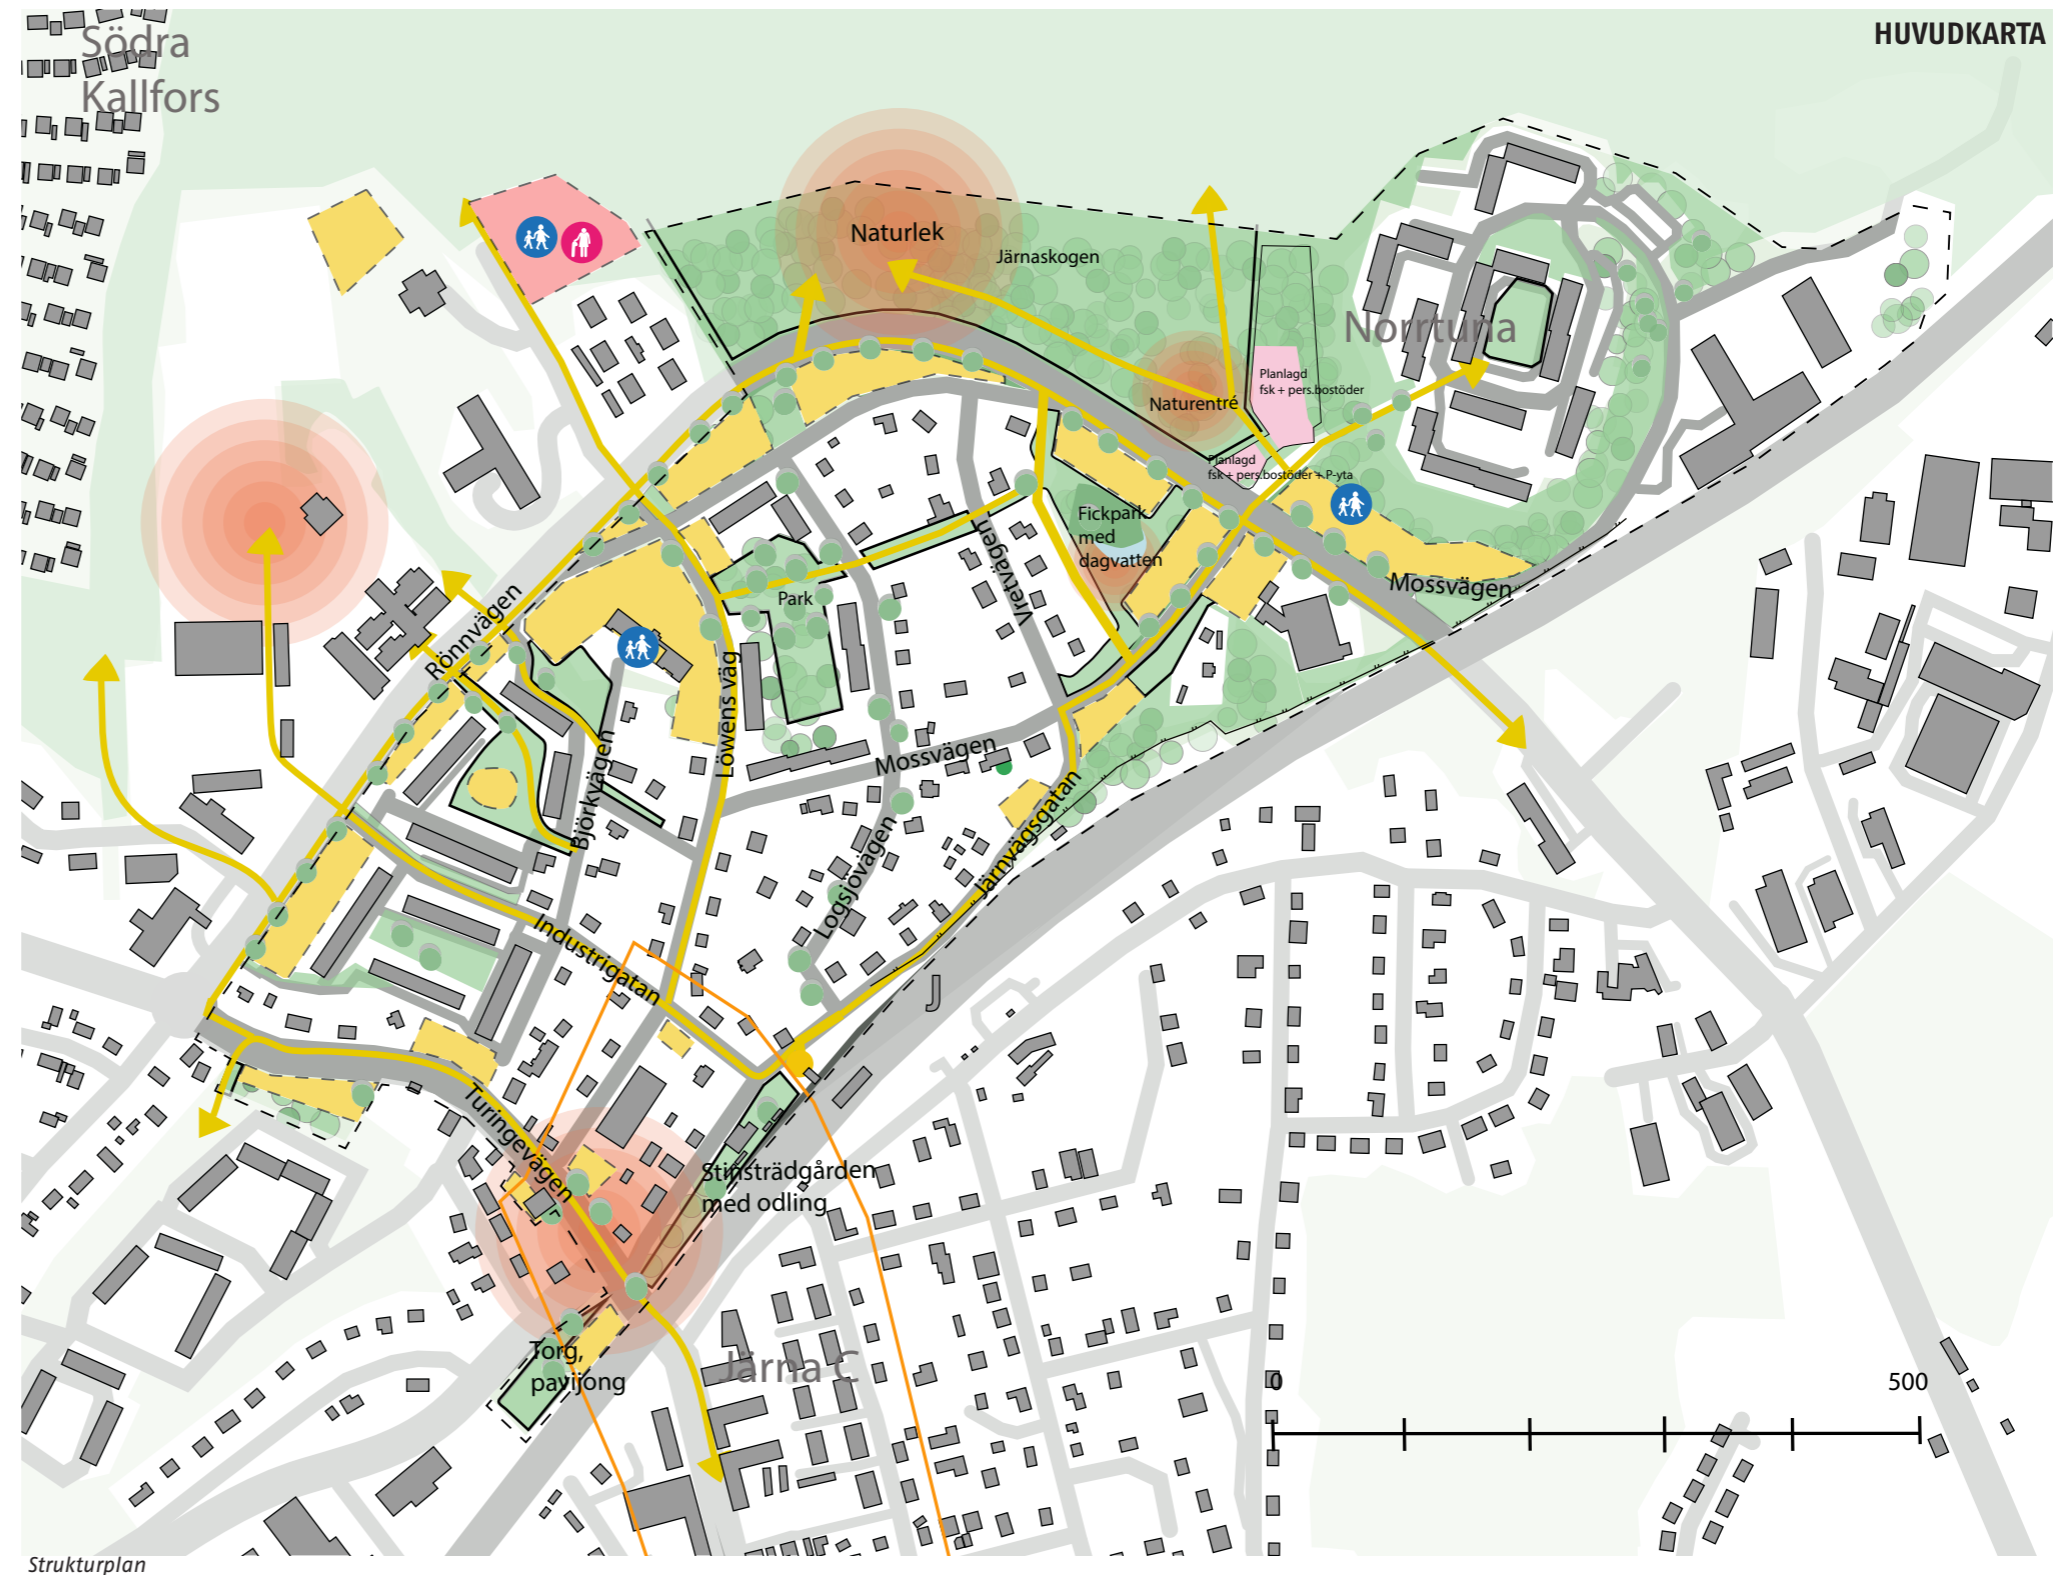 HUVUDKARTA
Södra
Kallfors
Naturlek
Järnaskogen
Norrtuna
Planlagd
fsk + pers.bostöder
Naturentré
Planlagd
fsk + pers.bostöder + P-yta
Fickpark
med
dagvatten
Mossvägen
Vretvägen
Park
Rönnvägen
Löwens väg
Mossvägen
Björkvägen
Järnvägsgatan
Logsjövägen
Industrigatan
J
Turingevägen
Stinsträdgården
med odling
Torg,
paviljong
Järna C
0
500
Strukturplan